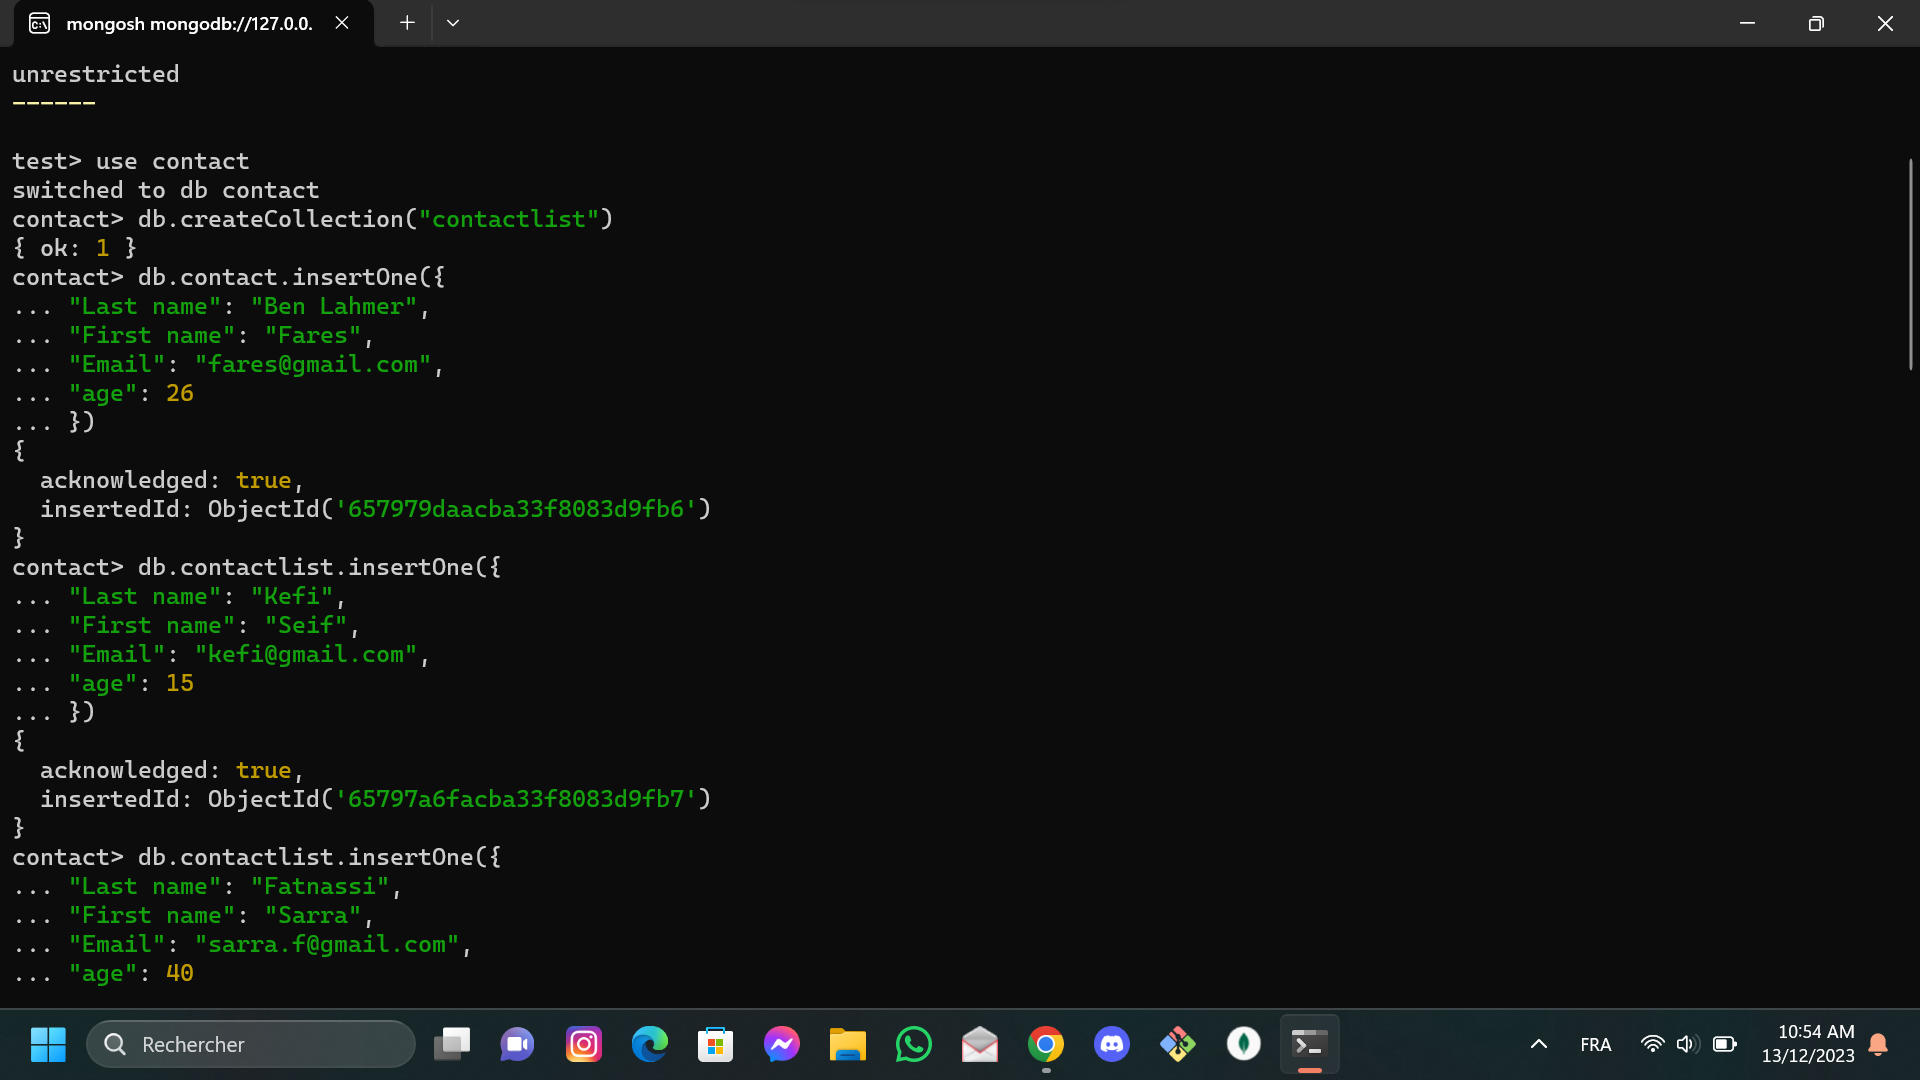 mongosh mongodb://127.0.0.
unrestricted
------
test> use contact
switched to db contact
contact> db.createCollection("contactlist")
{ ok: 1 }
contact> db.contact.insertOne({
... "Last name": "Ben Lahmer",
... "First name": "Fares",
... "Email": "fares@gmail.com",
... "age": 26
... })
{
  acknowledged: true,
  insertedId: ObjectId('657979daacba33f8083d9fb6')
}
contact> db.contactlist.insertOne({
... "Last name": "Kefi",
... "First name": "Seif",
... "Email": "kefi@gmail.com",
... "age": 15
... })
{
  acknowledged: true,
  insertedId: ObjectId('65797a6facba33f8083d9fb7')
}
contact> db.contactlist.insertOne({
... "Last name": "Fatnassi",
... "First name": "Sarra",
... "Email": "sarra.f@gmail.com",
... "age": 40
Rechercher
FRA
10:54 AM
13/12/2023